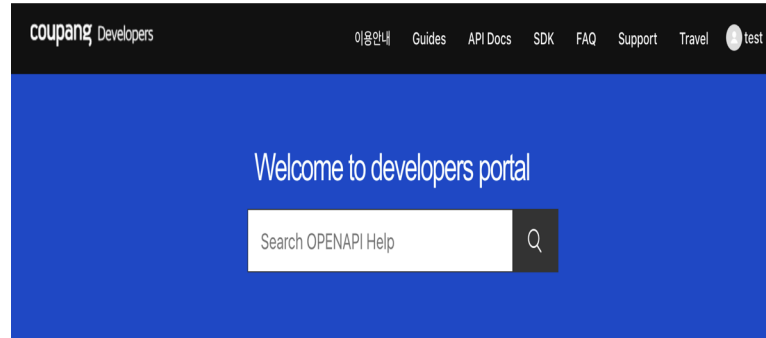 coupang Developers 이용안내 Guides API Docs SDK FAQ Support Travel test
Welcome to developers portal
Search OPENAPI Help